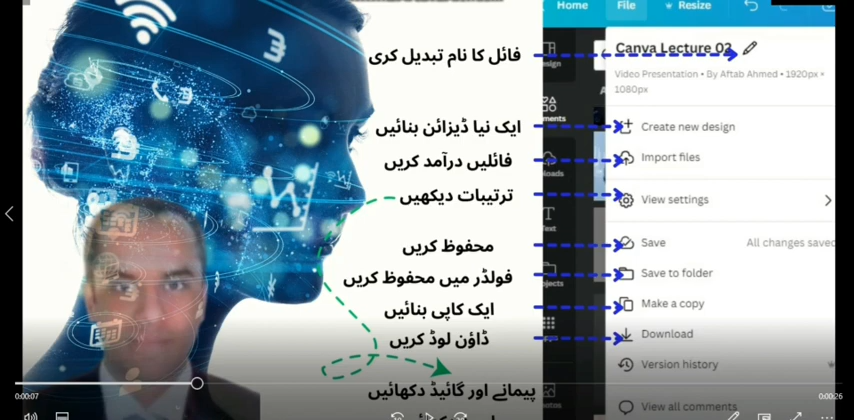 فائل کا نام تبدیل کری
ایک نیا ڈیزائن بنائیں
فائلیں درآمد کریں
ترتیبات دیکھیں
محفوظ کریں
فولڈر میں محفوظ کریں
ایک کاپی بنائیں
ڈاؤن لوڈ کریں
پیمانے اور گائیڈ دکھائیں
Home
File
Resize
Canva Lecture 02
Video Presentation • By Aftab Ahmed • 1920px ×
1080px
Create new design
Import files
View settings
Save
All changes saved
Save to folder
Make a copy
Download
Version history
View all comments
Text
0:00:07
0:00:26